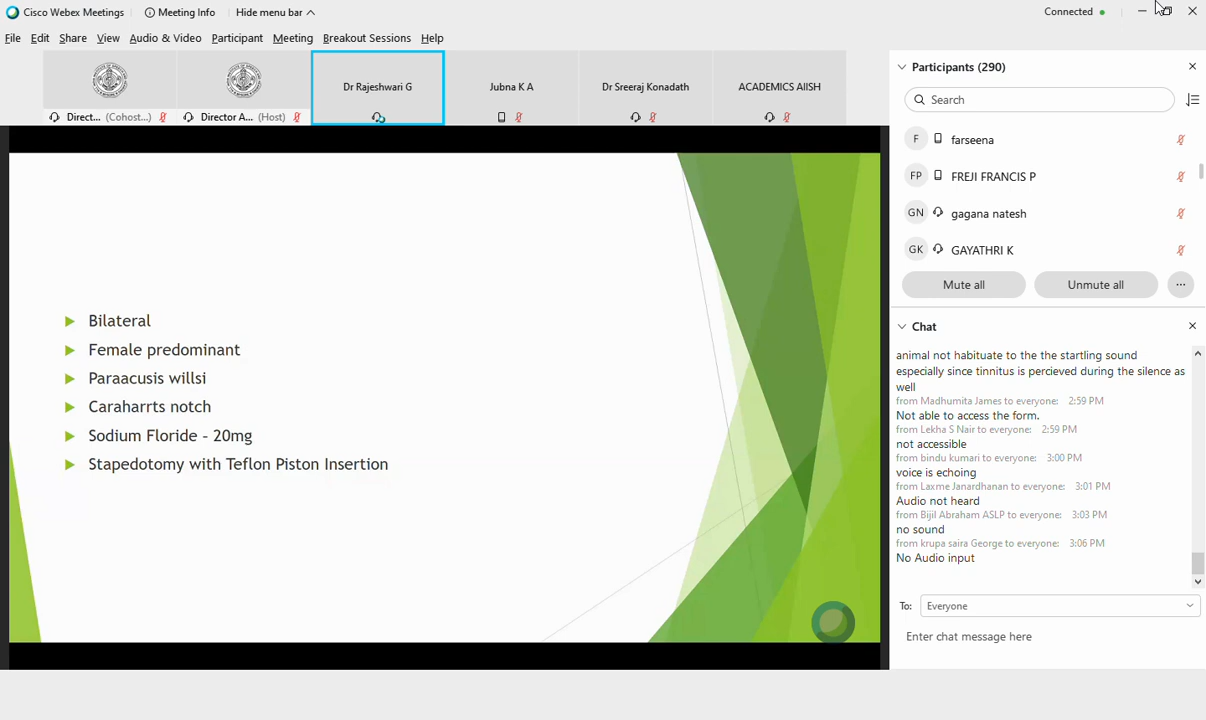 Cisco Webex Meetings
Meeting Info
Hide menu bar
Connected
File Edit Share View Audio & Video Participant Meeting Breakout Sessions Help
Direct... (Cohost...)
Director A... (Host)
Dr Rajeshwari G
Jubna K A
Dr Sreeraj Konadath
ACADEMICS AIISH
Bilateral
Female predominant
Paraacusis willsi
Caraharrts notch
Sodium Floride - 20mg
Stapedotomy with Teflon Piston Insertion
Participants (290)
Search
F farseena
FP FREJI FRANCIS P
GN gagana natesh
GK GAYATHRI K
Mute all
Unmute all
...
Chat
animal not habituate to the the startling sound
especially since tinnitus is percieved during the silence as
well
from Madhumita James to everyone: 2:59 PM
Not able to access the form.
from Lekha S Nair to everyone: 2:59 PM
not accessible
from bindu kumari to everyone: 3:00 PM
voice is echoing
from Laxme Janardhanan to everyone: 3:01 PM
Audio not heard
from Bijil Abraham ASLP to everyone: 3:03 PM
no sound
from krupa saira George to everyone: 3:06 PM
No Audio input
To: Everyone
Enter chat message here